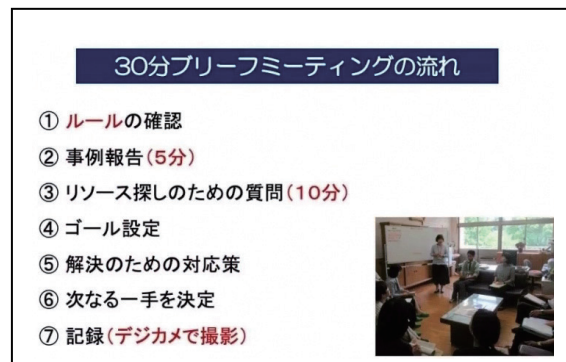 30分ブリーフミーティングの流れ
① ルールの確認
② 事例報告(5分)
③ リソース探しのための質問(10分)
④ ゴール設定
⑤ 解決のための対応策
⑥ 次なる一手を決定
⑦ 記録(デジカメで撮影)